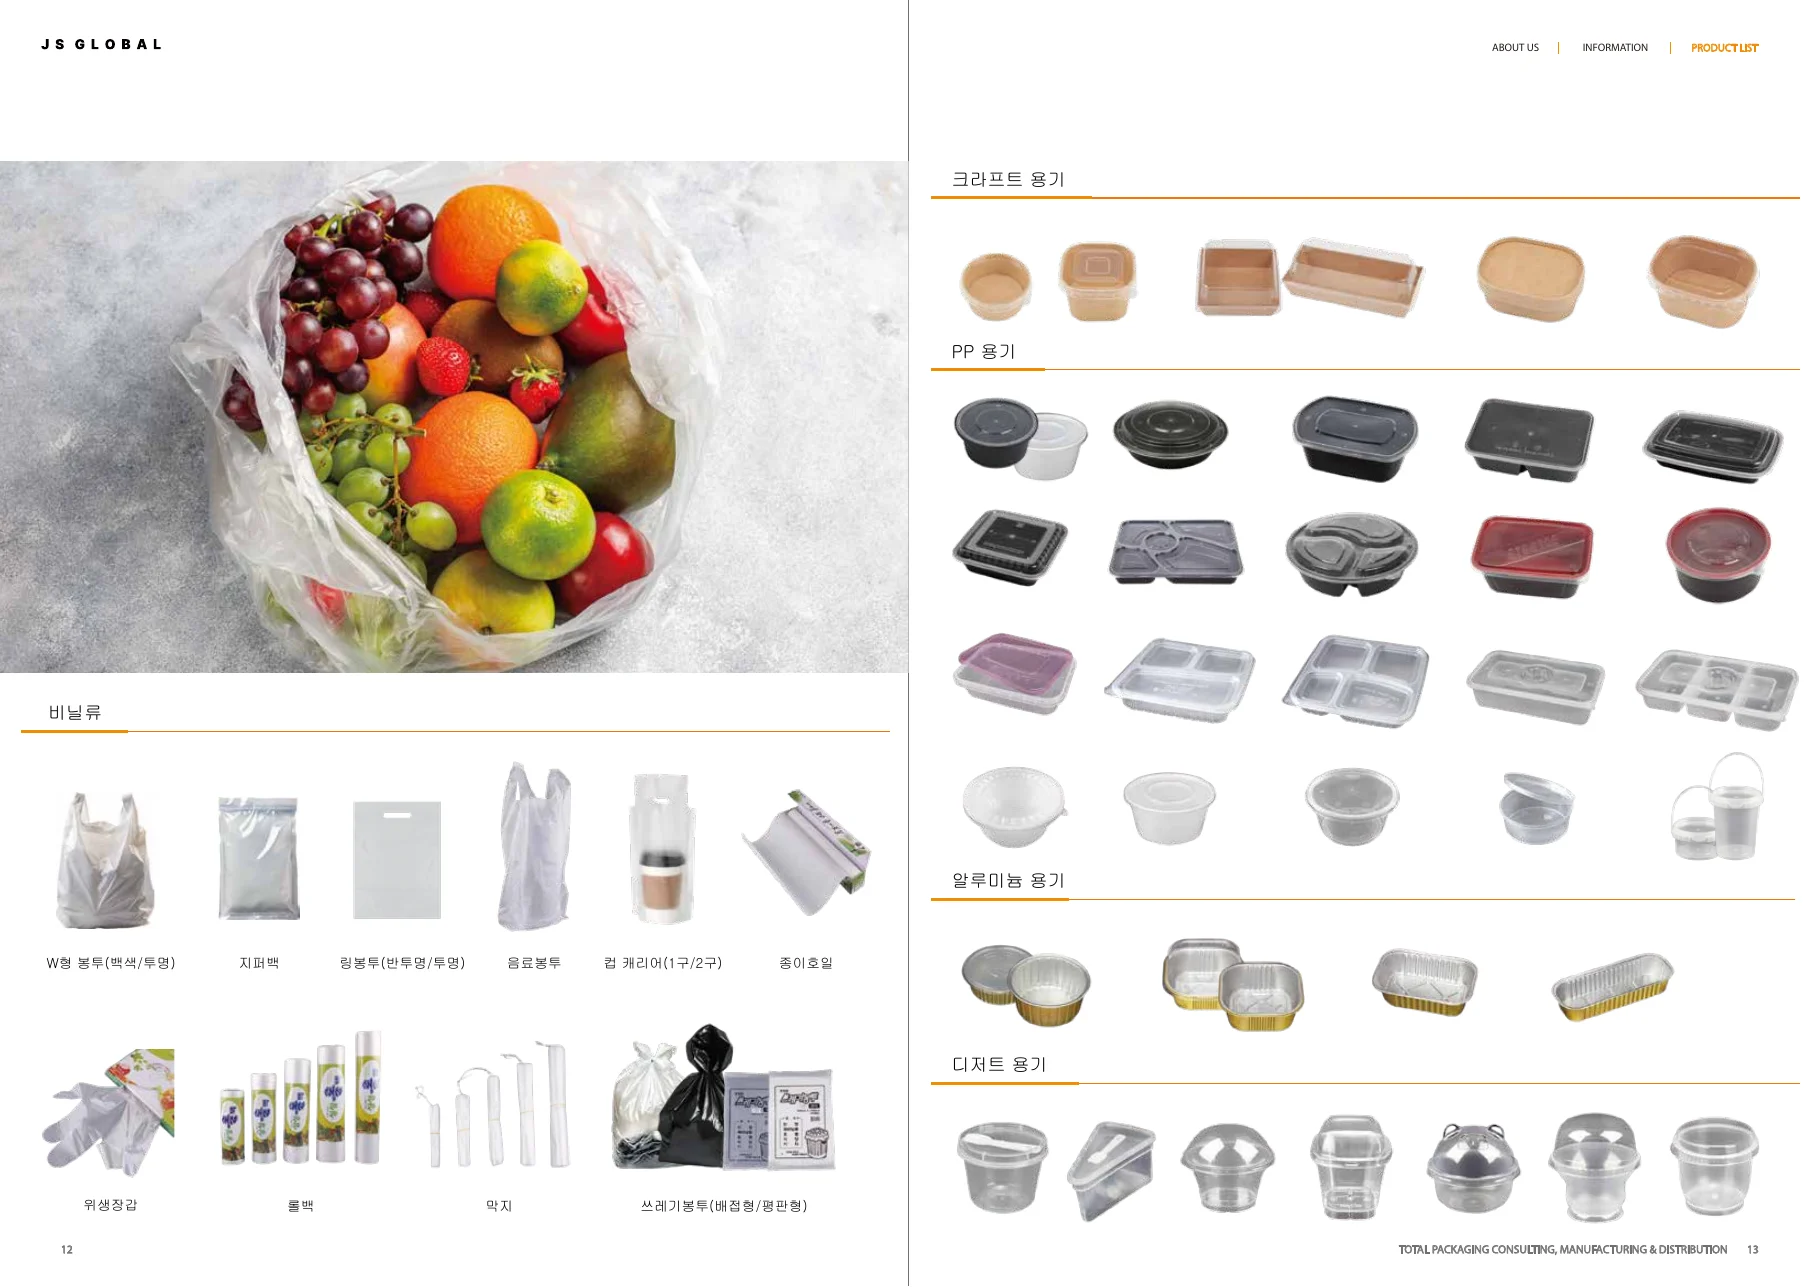 JS GLOBAL
ABOUT US | INFORMATION | PRODUCT LIST
비닐류
W형 봉투(백색/투명)
지퍼백
링봉투(반투명/투명)
음료봉투
컵 캐리어(1구/2구)
종이호일
위생장갑
롤백
막지
쓰레기봉투(배접형/평판형)
12
크라프트 용기
PP 용기
알루미늄 용기
디저트 용기
TOTAL PACKAGING CONSULTING, MANUFACTURING & DISTRIBUTION 13